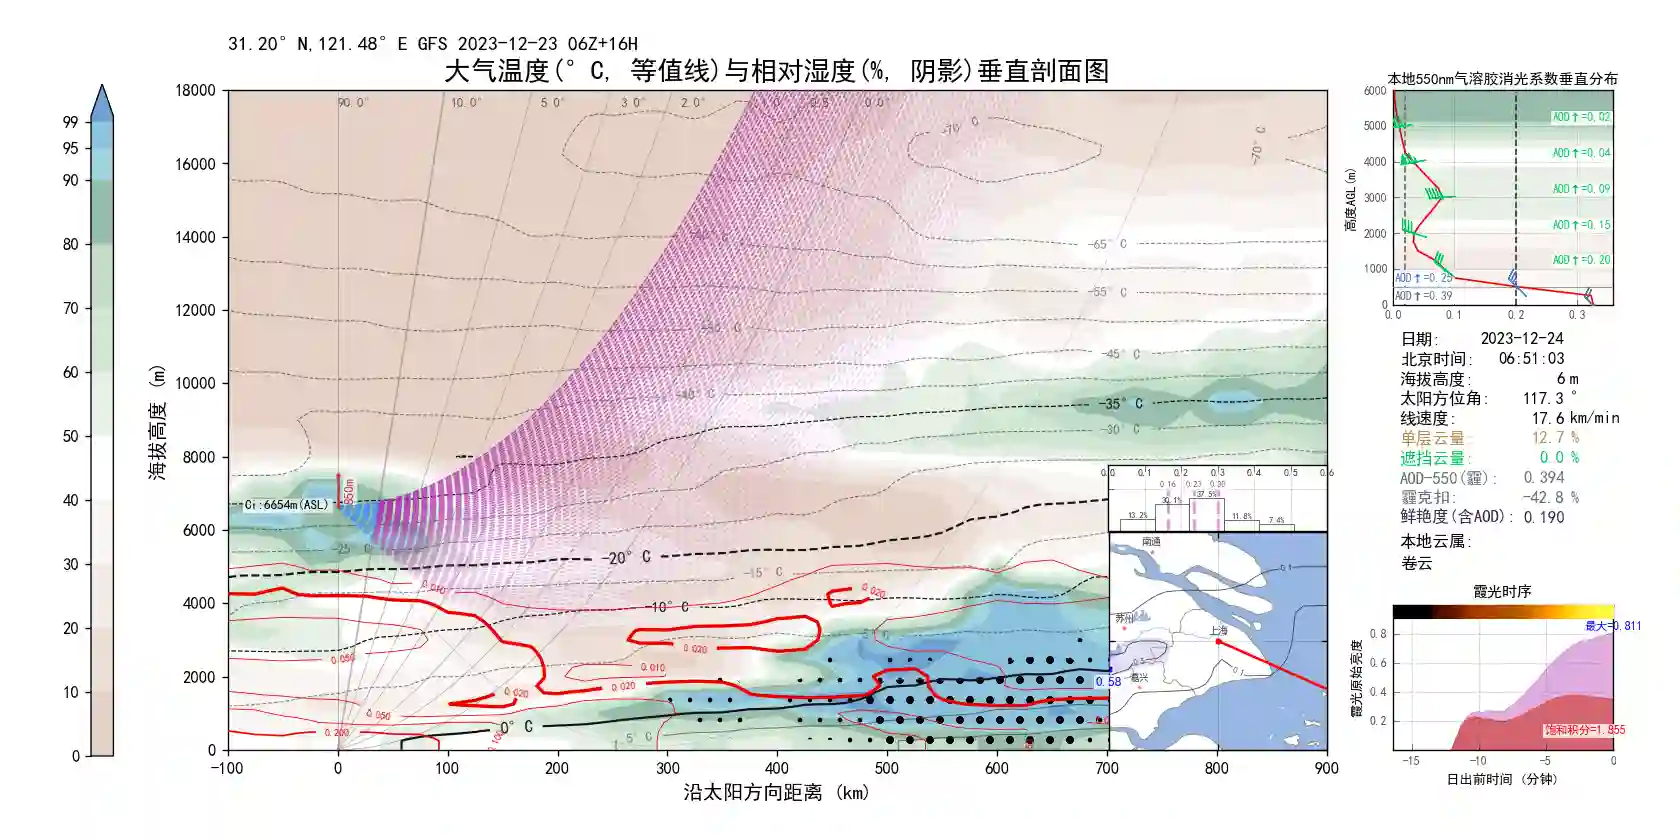 31.20° N,121.48° E GFS 2023-12-23 06Z+16H
大气温度(° C, 等值线)与相对湿度(%, 阴影)垂直剖面图
99
95
90
80
70
60
50
40
30
20
10
0
海拔高度 (m)
18000
16000
14000
12000
10000
8000
6000
4000
2000
0
90.0° 10.0° 5.0° 3.0° 2.0° 0.0°
-70° C
-70° C
-65° C
-55° C
-45° C
-40° C
-35° C
-30° C
-25° C
-20° C
-15° C
-10° C
0° C
Ci:6654m(ASL)
850m
0.010
0.020
0.050
0.020
0.020
0.020
0.010
0.020
0.050
0.200
0.100
0.58
-100 0 100 200 300 400 500 600 700 800 900
沿太阳方向距离 (km)
0.0 0.1 0.2 0.3 0.4 0.5 0.6
0.16 0.23 0.30
13.2%
37.5%
11.8%
7.4%
南通
苏州
上海
嘉兴
0.1
本地550nm气溶胶消光系数垂直分布
高度AGL(m)
6000
5000
4000
3000
2000
1000
0
AOD↑=0.02
AOD↑=0.04
AOD↑=0.09
AOD↑=0.15
AOD↑=0.20
AOD↑=0.25
AOD↑=0.39
0.0 0.1 0.2 0.3
日期: 2023-12-24
北京时间: 06:51:03
海拔高度: 6 m
太阳方位角: 117.3 °
线速度: 17.6 km/min
单层云量: 12.7 %
遮挡云量: 0.0 %
AOD-550(霾): 0.394
霾克扣: -42.8 %
鲜艳度(含AOD): 0.190
本地云属:
卷云
霞光时序
霞光原始亮度
最大=0.811
0.8
0.6
0.4
0.2
饱和积分=1.855
-15 -10 -5 0
日出前时间 (分钟)